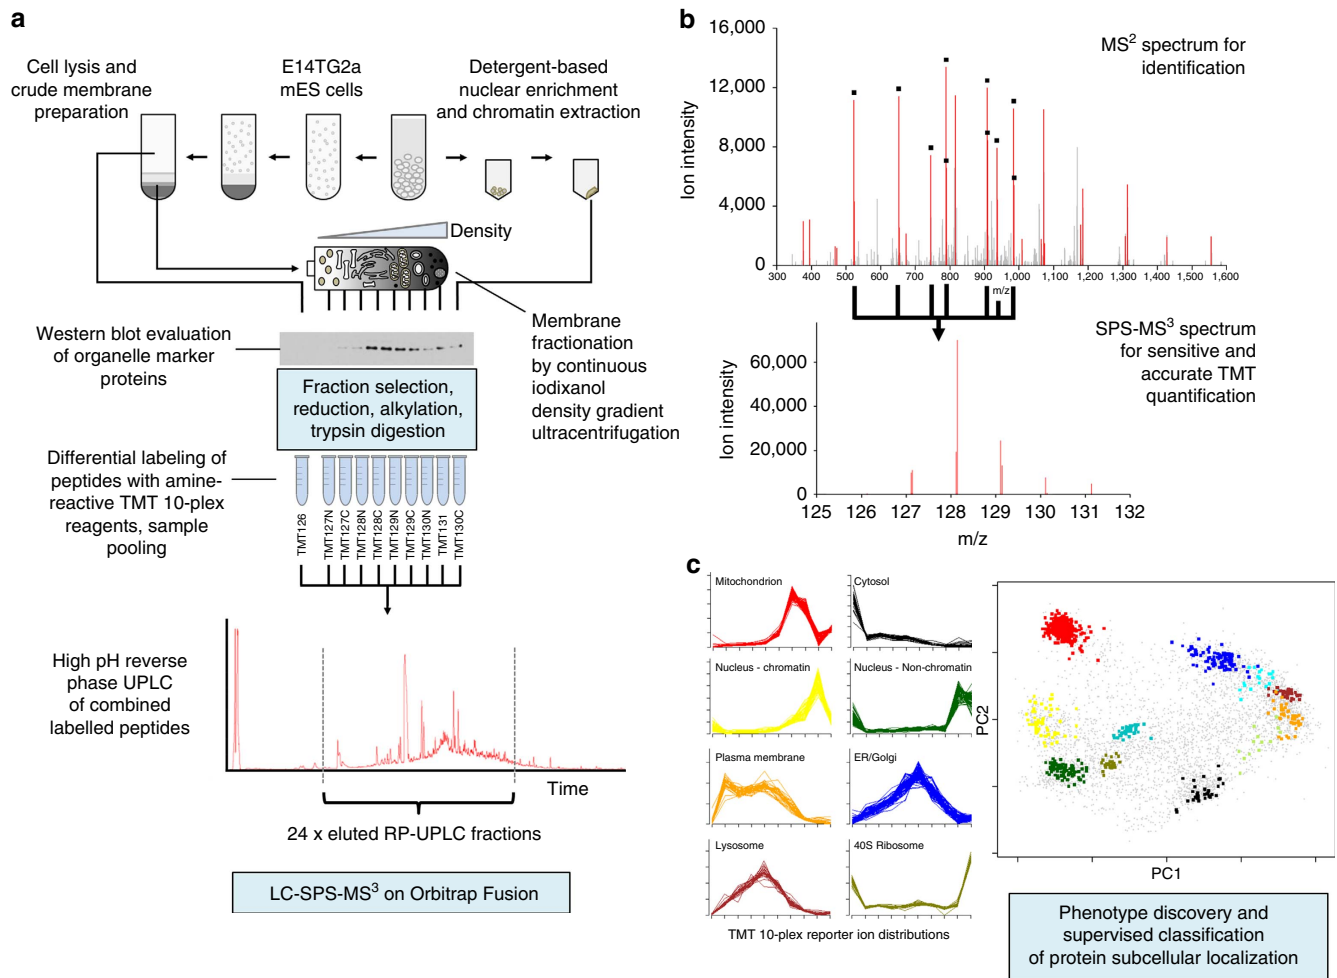 a
Cell lysis and
crude membrane
preparation
E14TG2a
mES cells
Detergent-based
nuclear enrichment
and chromatin extraction
Density
Western blot evaluation
of organelle marker
proteins
Membrane
fractionation
by continuous
iodixanol
density gradient
ultracentrifugation
Fraction selection,
reduction, alkylation,
trypsin digestion
Differential labeling of
peptides with amine-
reactive TMT 10-plex
reagents, sample
pooling
TMT126
TMT127N
TMT127C
TMT128N
TMT128C
TMT129N
TMT129C
TMT130N
TMT131
TMT130C
High pH reverse
phase UPLC
of combined
labelled peptides
Time
24 x eluted RP-UPLC fractions
LC-SPS-MS³ on Orbitrap Fusion
b
MS² spectrum for
identification
Ion intensity
16,000
12,000
8,000
4,000
0
300 400 500 600 700 800 900 1,000 1,100 1,200 1,300 1,400 1,500 1,600
m/z
SPS-MS³ spectrum
for sensitive and
accurate TMT
quantification
Ion intensity
60,000
40,000
20,000
0
125 126 127 128 129 130 131 132
m/z
c
Mitochondrion
Cytosol
Nucleus - chromatin
Nucleus - Non-chromatin
Plasma membrane
ER/Golgi
Lysosome
40S Ribosome
TMT 10-plex reporter ion distributions
PC2
PC1
Phenotype discovery and
supervised classification
of protein subcellular localization